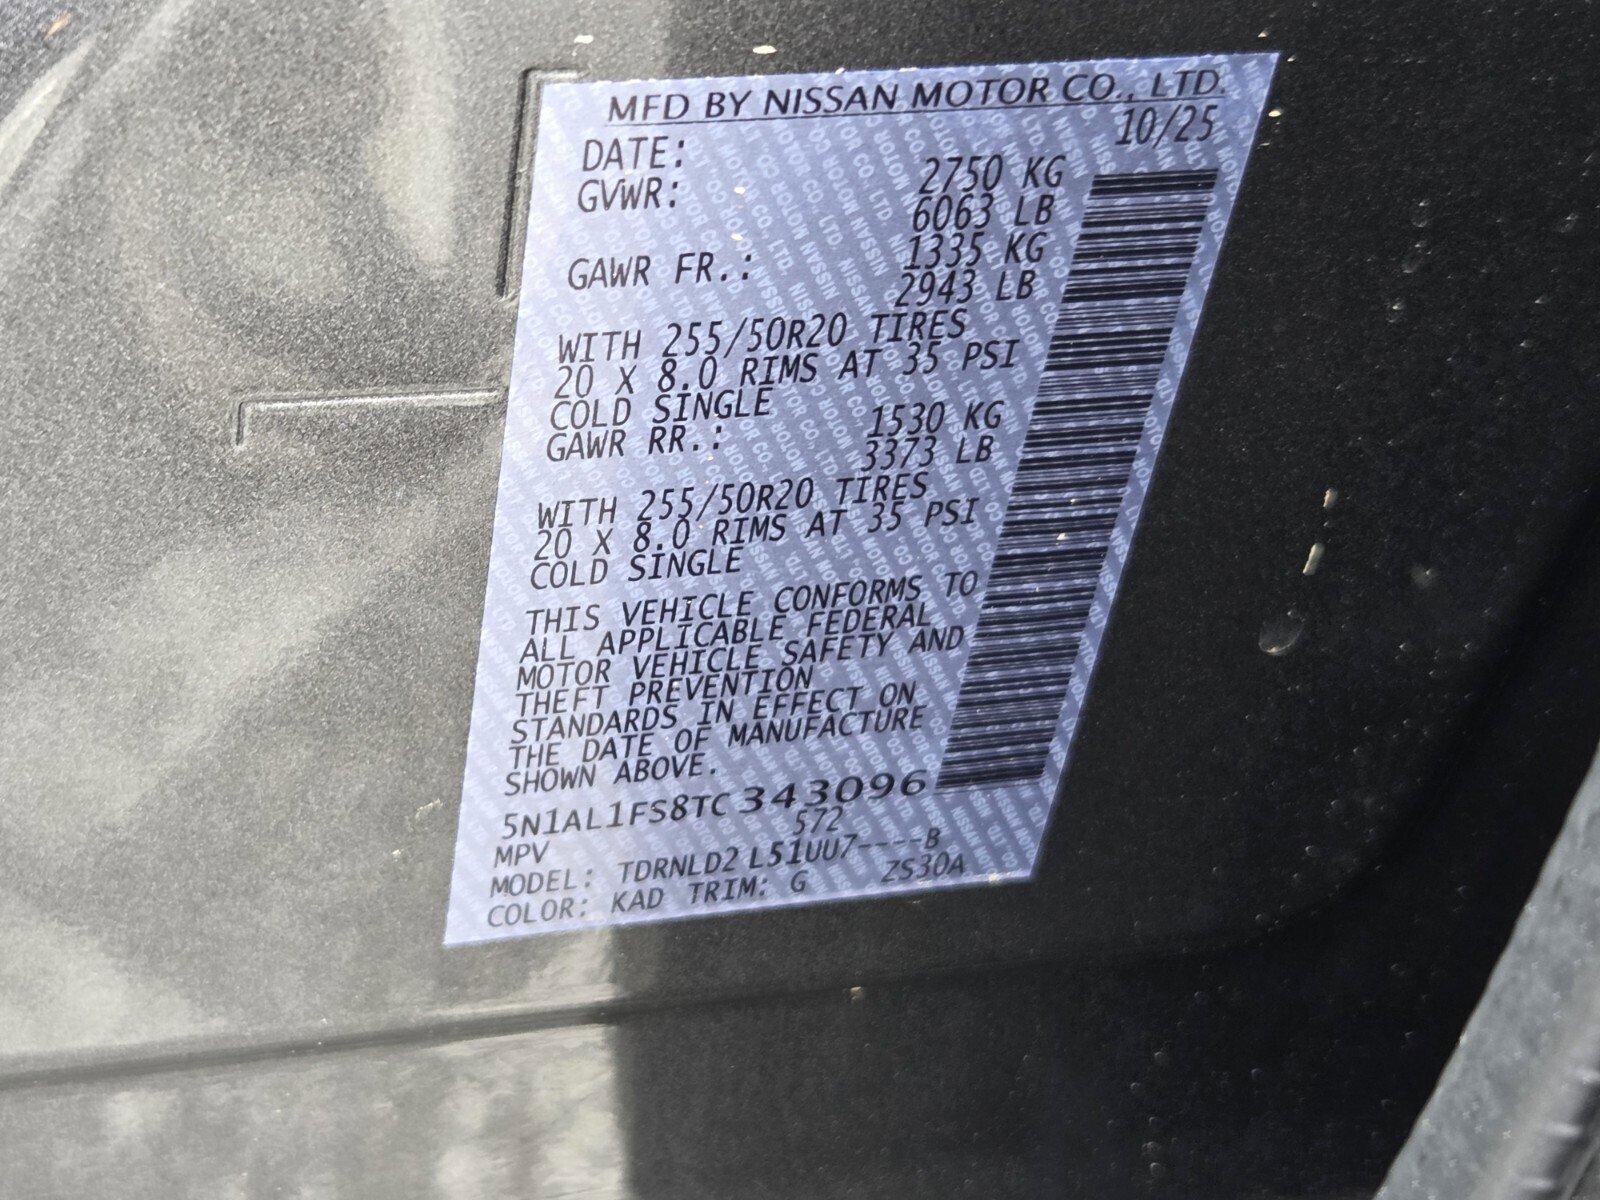 MFD BY NISSAN MOTOR CO., LTD.
DATE: 10/25
GVWR: 2750 KG
6063 LB
GAWR FR.: 1335 KG
2943 LB
WITH 255/50R20 TIRES
20 X 8.0 RIMS AT 35 PSI
COLD SINGLE
GAWR RR.: 1530 KG
3373 LB
WITH 255/50R20 TIRES
20 X 8.0 RIMS AT 35 PSI
COLD SINGLE
THIS VEHICLE CONFORMS TO
ALL APPLICABLE FEDERAL
MOTOR VEHICLE SAFETY AND
THEFT PREVENTION
STANDARDS IN EFFECT ON
THE DATE OF MANUFACTURE
SHOWN ABOVE.
5N1AL1FS8TC343096
MPV 572
MODEL: TDRNLD2 L51UU7----B
COLOR: KAD TRIM: G ZS30A